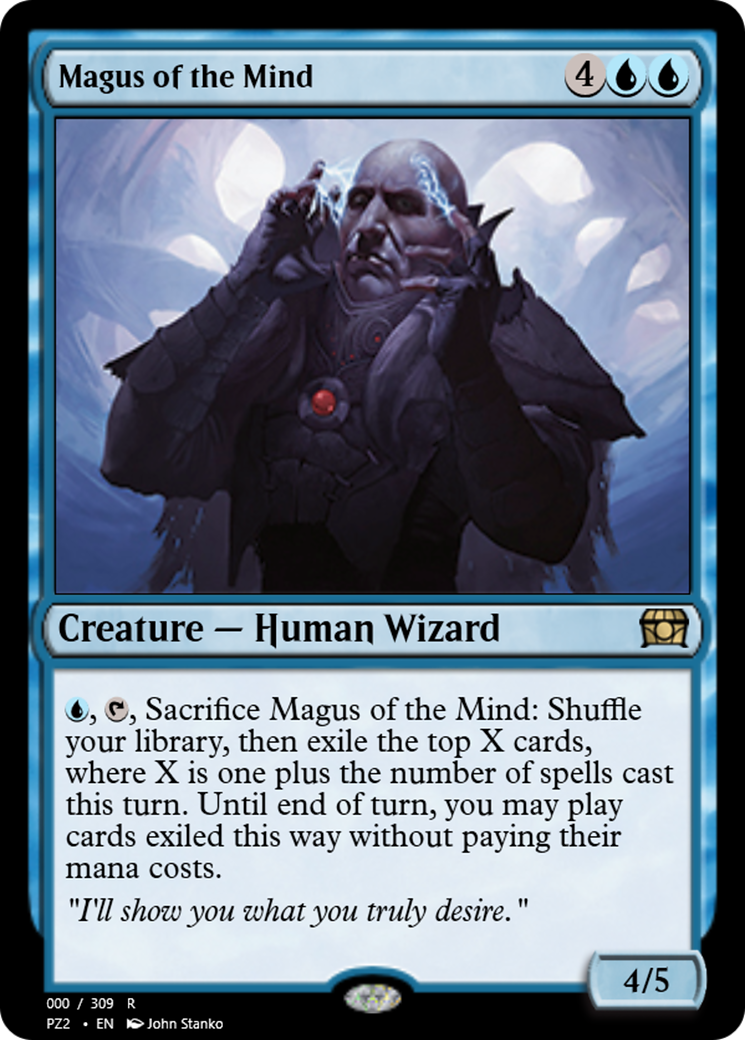 Magus of the Mind 4
Creature — Human Wizard
, , Sacrifice Magus of the Mind: Shuffle
your library, then exile the top X cards,
where X is one plus the number of spells cast
this turn. Until end of turn, you may play
cards exiled this way without paying their
mana costs.
"I'll show you what you truly desire."
4/5
000 / 309 R
PZ2 • EN John Stanko